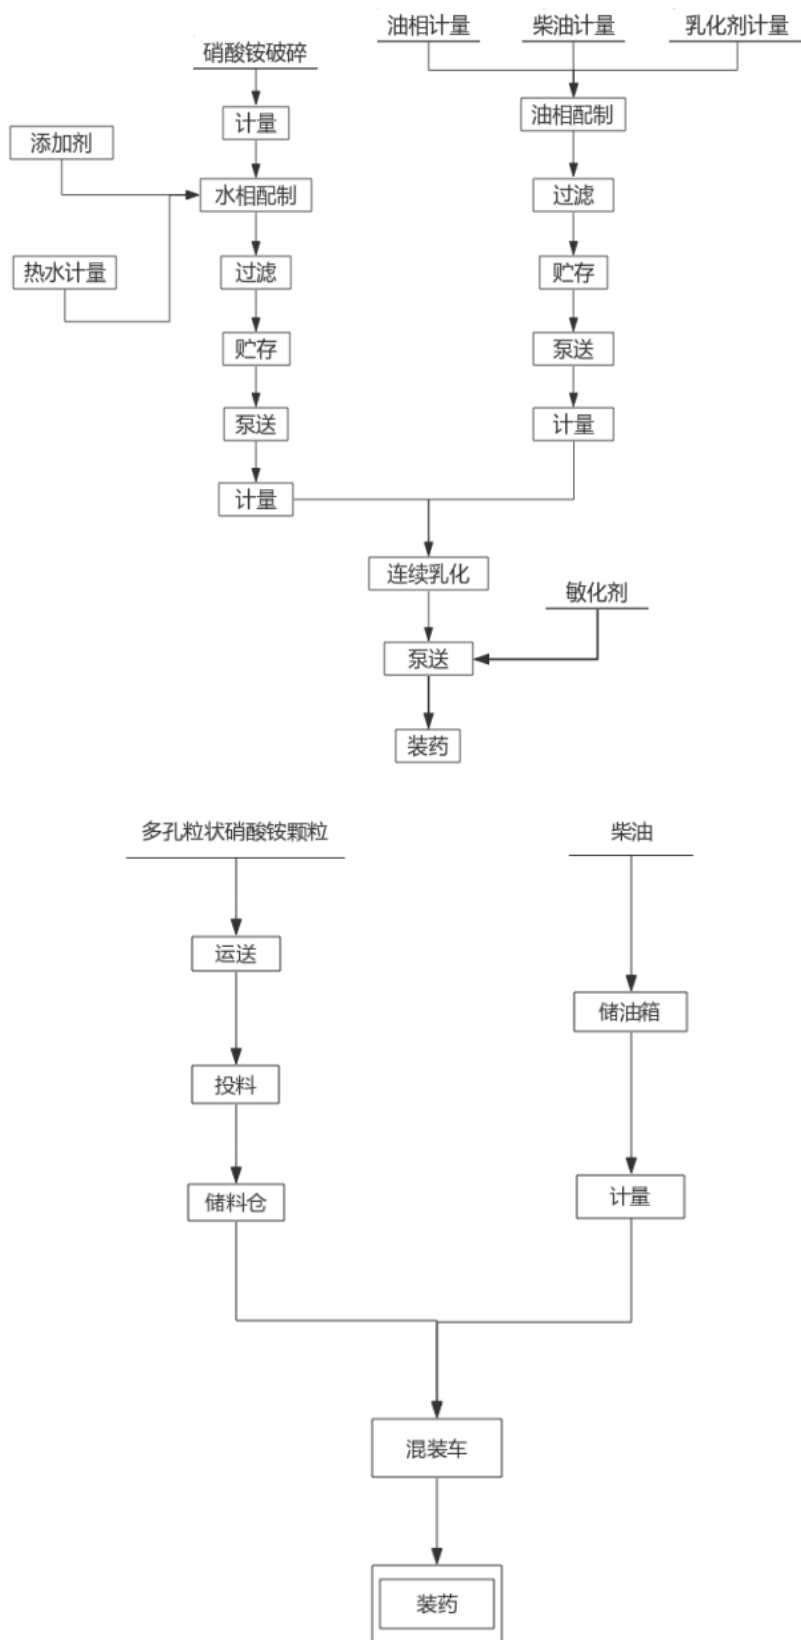 油相计量
柴油计量
乳化剂计量
硝酸铵破碎
计量
油相配制
添加剂
水相配制
过滤
热水计量
过滤
贮存
贮存
泵送
泵送
计量
计量
连续乳化
敏化剂
泵送
装药
多孔粒状硝酸铵颗粒
柴油
运送
储油箱
投料
储料仓
计量
混装车
装药